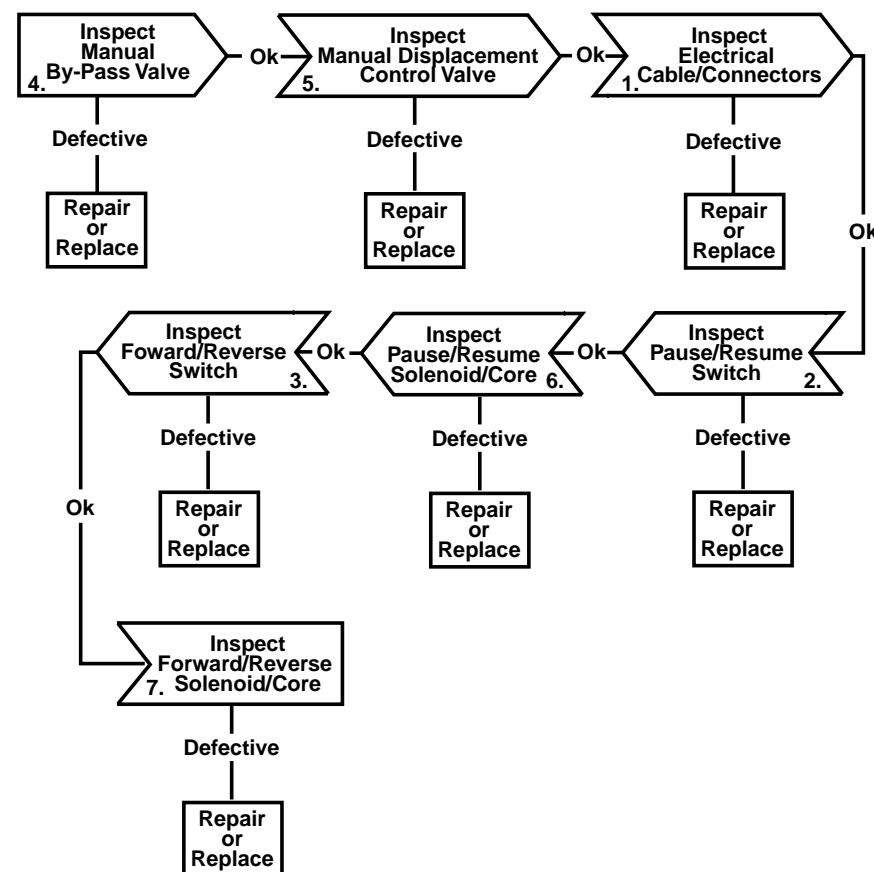 Inspect
Manual
4. By-Pass Valve
Ok
Inspect
Manual Displacement
5. Control Valve
Ok
Inspect
Electrical
1. Cable/Connectors
Defective
Defective
Defective
Repair
or
Replace
Repair
or
Replace
Repair
or
Replace
Ok
Inspect
Pause/Resume
Switch 2.
Ok
Inspect
Pause/Resume
Solenoid/Core 6.
Ok
Inspect
Foward/Reverse
Switch 3.
Defective
Defective
Defective
Repair
or
Replace
Repair
or
Replace
Repair
or
Replace
Ok
Inspect
Forward/Reverse
7. Solenoid/Core
Defective
Repair
or
Replace